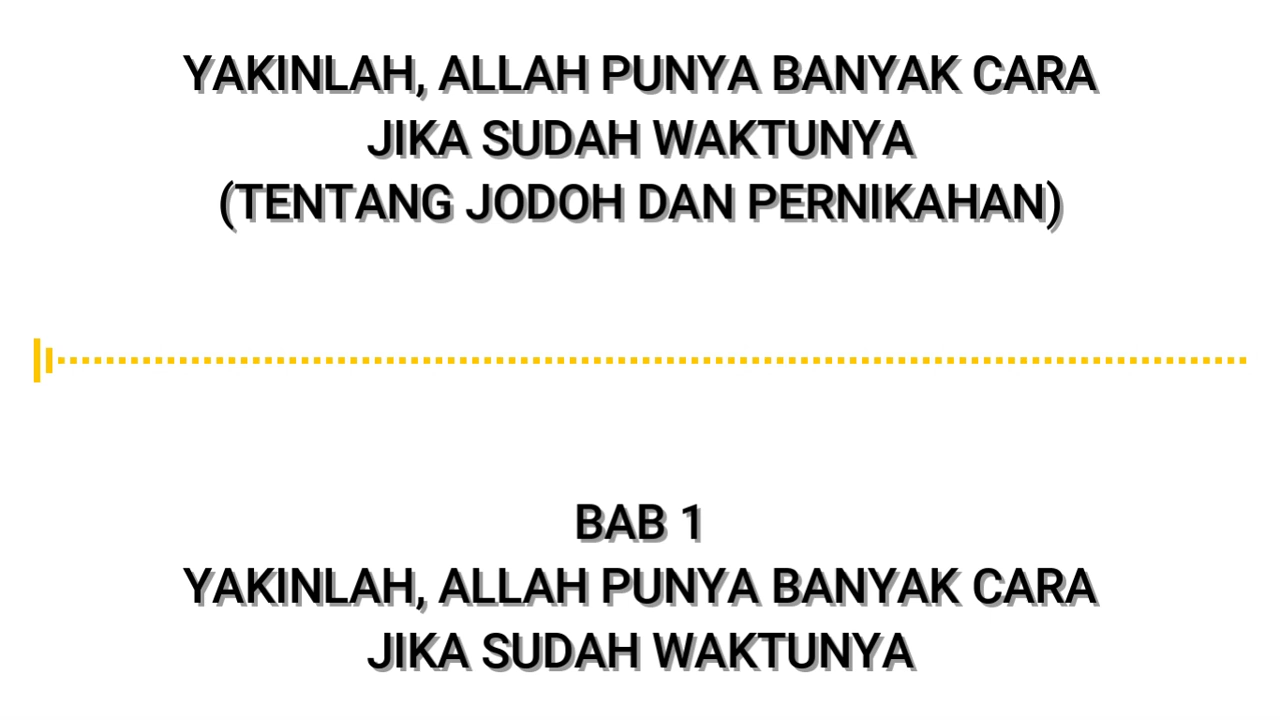 YAKINLAH, ALLAH PUNYA BANYAK CARA
JIKA SUDAH WAKTUNYA
(TENTANG JODOH DAN PERNIKAHAN)
BAB 1
YAKINLAH, ALLAH PUNYA BANYAK CARA
JIKA SUDAH WAKTUNYA